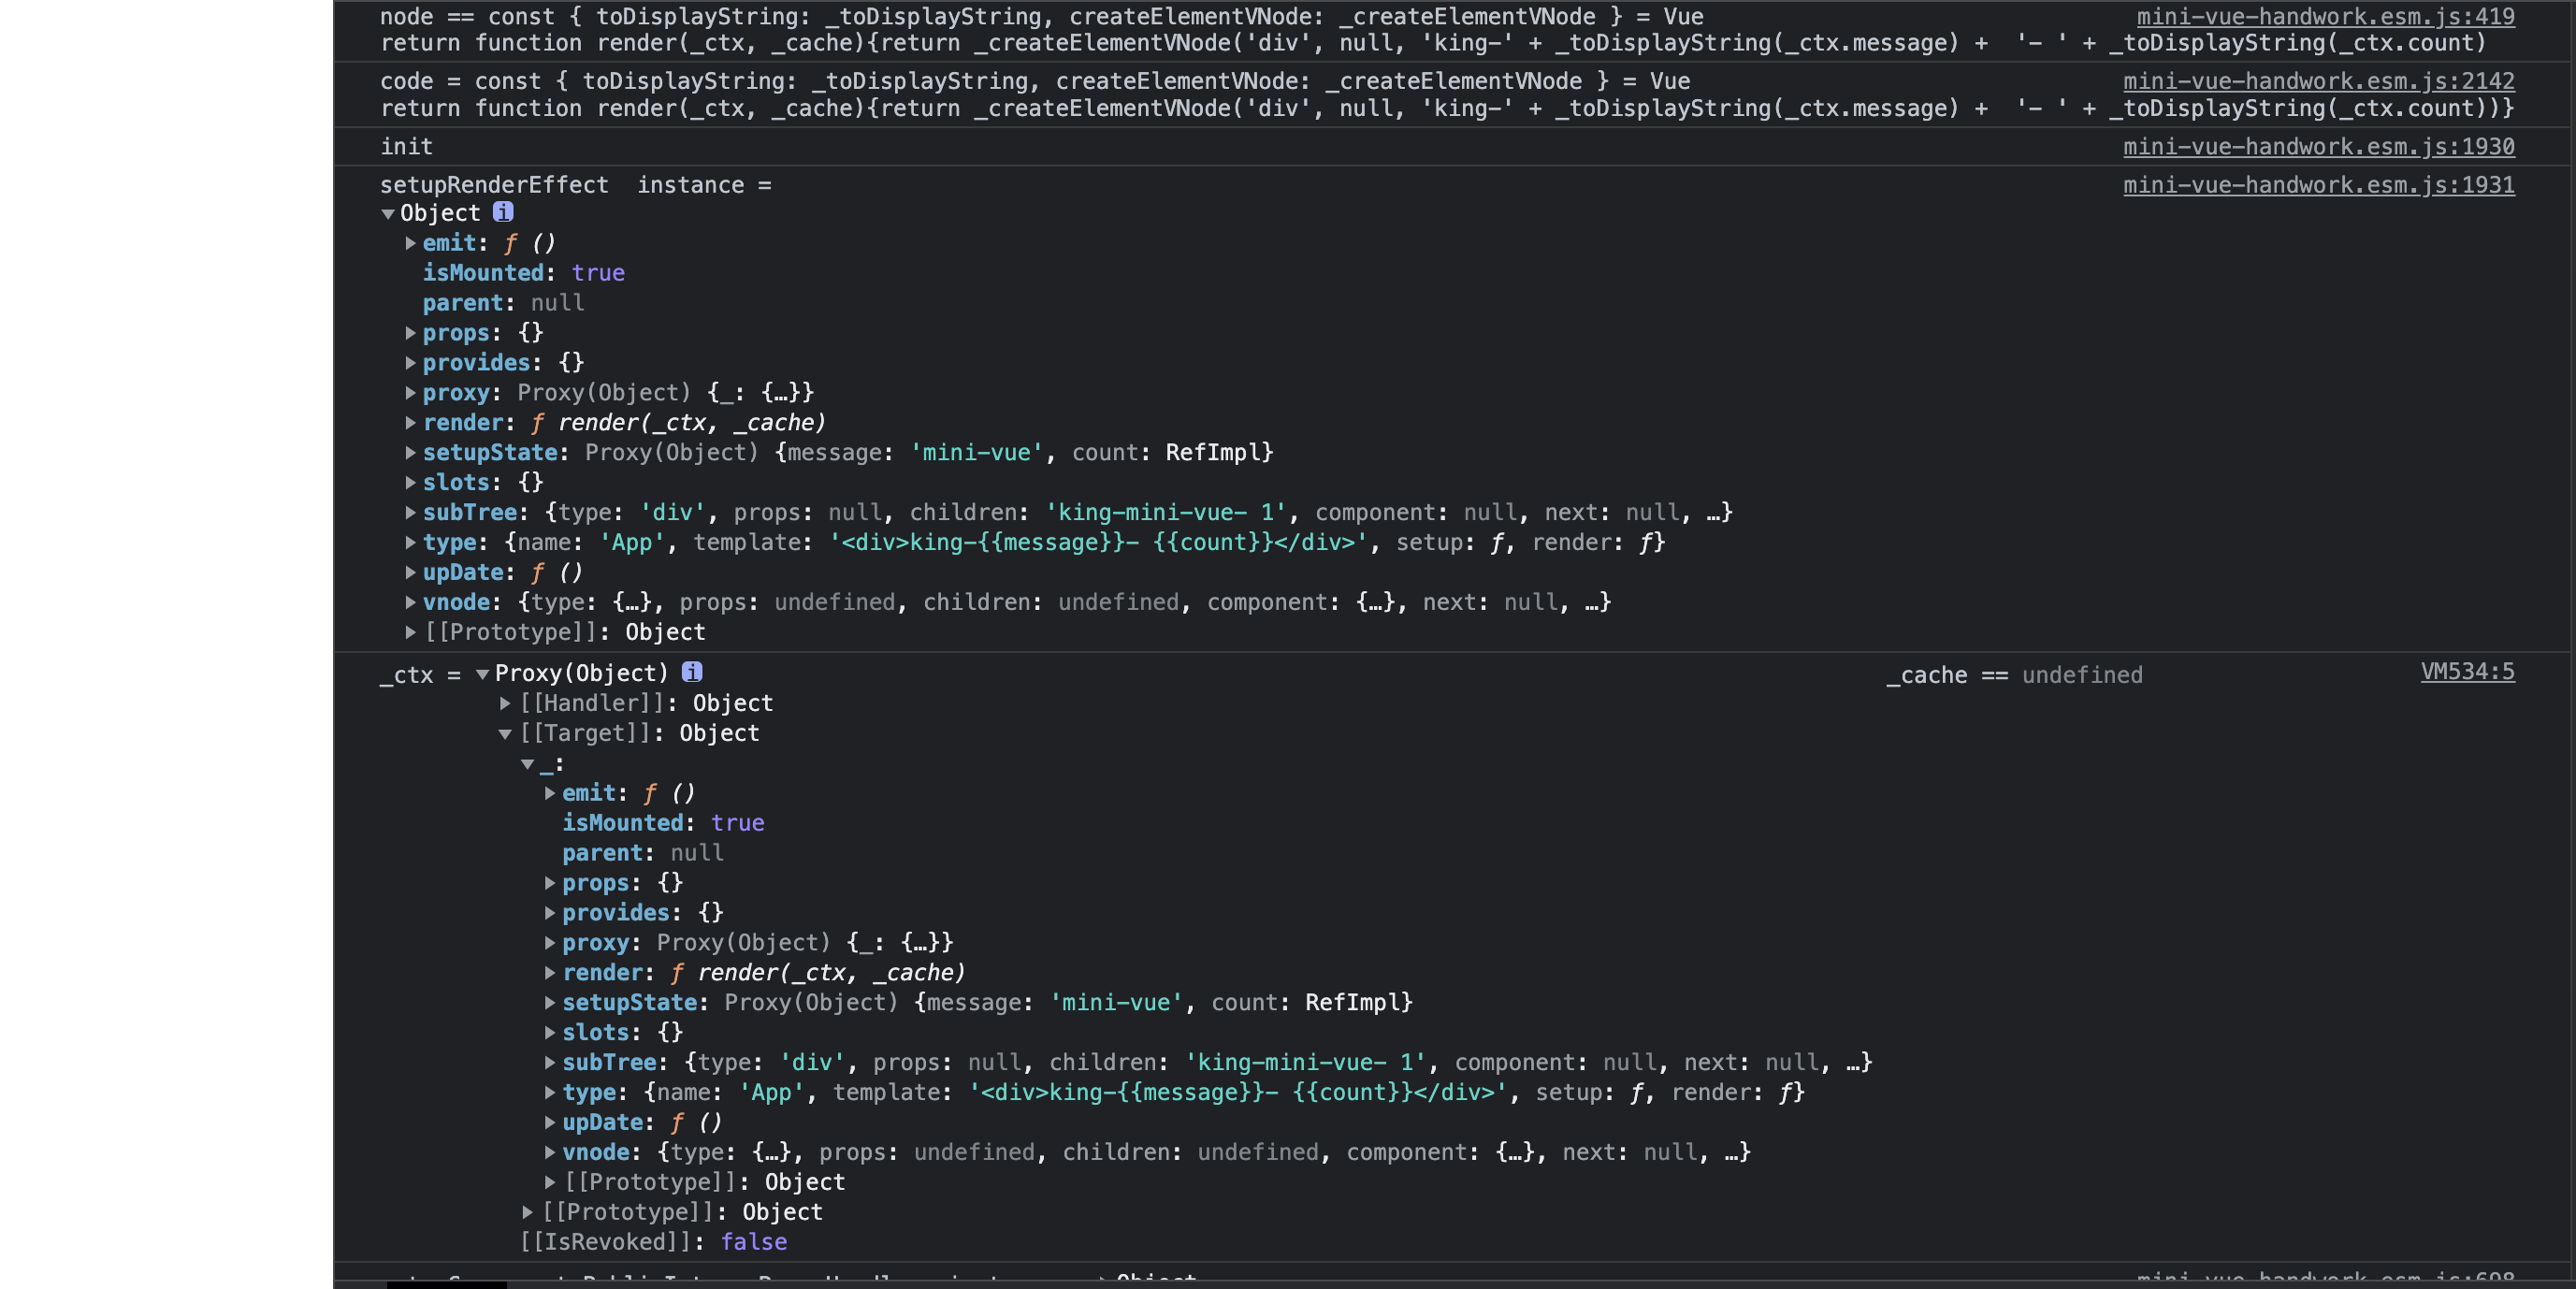 node == const { toDisplayString: _toDisplayString, createElementVNode: _createElementVNode } = Vue mini-vue-handwork.esm.js:419
return function render(_ctx, _cache){return _createElementVNode('div', null, 'king-' + _toDisplayString(_ctx.message) +  '- ' + _toDisplayString(_ctx.count)
code = const { toDisplayString: _toDisplayString, createElementVNode: _createElementVNode } = Vue mini-vue-handwork.esm.js:2142
return function render(_ctx, _cache){return _createElementVNode('div', null, 'king-' + _toDisplayString(_ctx.message) +  '- ' + _toDisplayString(_ctx.count))}
init mini-vue-handwork.esm.js:1930
setupRenderEffect  instance = mini-vue-handwork.esm.js:1931
▼Object i
▶emit: ƒ ()
isMounted: true
parent: null
▶props: {}
▶provides: {}
▶proxy: Proxy(Object) {_: {…}}
▶render: ƒ render(_ctx, _cache)
▶setupState: Proxy(Object) {message: 'mini-vue', count: RefImpl}
▶slots: {}
▶subTree: {type: 'div', props: null, children: 'king-mini-vue- 1', component: null, next: null, …}
▶type: {name: 'App', template: '<div>king-{{message}}- {{count}}</div>', setup: ƒ, render: ƒ}
▶upDate: ƒ ()
▶vnode: {type: {…}, props: undefined, children: undefined, component: {…}, next: null, …}
▶[[Prototype]]: Object
_ctx = ▼Proxy(Object) i _cache == undefined VM534:5
▶[[Handler]]: Object
▼[[Target]]: Object
▼_:
▶emit: ƒ ()
isMounted: true
parent: null
▶props: {}
▶provides: {}
▶proxy: Proxy(Object) {_: {…}}
▶render: ƒ render(_ctx, _cache)
▶setupState: Proxy(Object) {message: 'mini-vue', count: RefImpl}
▶slots: {}
▶subTree: {type: 'div', props: null, children: 'king-mini-vue- 1', component: null, next: null, …}
▶type: {name: 'App', template: '<div>king-{{message}}- {{count}}</div>', setup: ƒ, render: ƒ}
▶upDate: ƒ ()
▶vnode: {type: {…}, props: undefined, children: undefined, component: {…}, next: null, …}
▶[[Prototype]]: Object
▶[[Prototype]]: Object
[[IsRevoked]]: false
▶Object mini-vue-handwork.esm.js:698